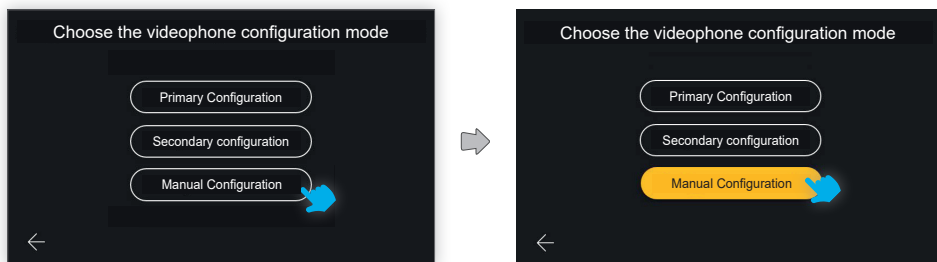 Choose the videophone configuration mode
Primary Configuration
Secondary configuration
Manual Configuration
Choose the videophone configuration mode
Primary Configuration
Secondary configuration
Manual Configuration